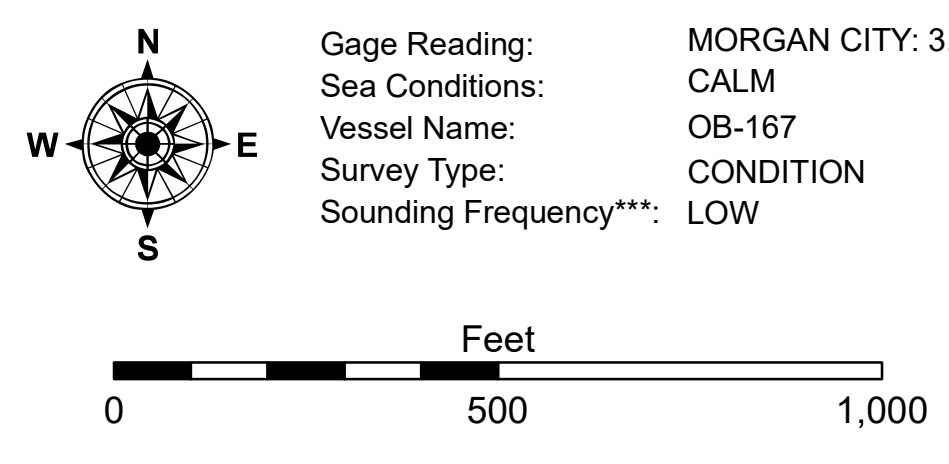 N
W E
S
Gage Reading: MORGAN CITY: 3.
Sea Conditions: CALM
Vessel Name: OB-167
Survey Type: CONDITION
Sounding Frequency***: LOW
Feet
0 500 1,000